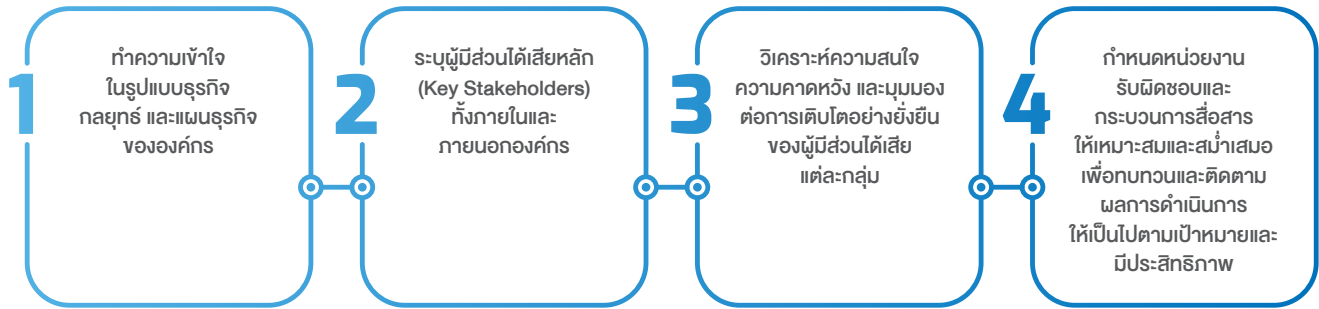 1
ทำความเข้าใจ
ในรูปแบบธุรกิจ
กลยุทธ์ และแผนธุรกิจ
ขององค์กร
2
ระบุผู้มีส่วนได้เสียหลัก
(Key Stakeholders)
ทั้งภายในและ
ภายนอกองค์กร
3
วิเคราะห์ความสนใจ
ความคาดหวัง และมุมมอง
ต่อการเติบโตอย่างยั่งยืน
ของผู้มีส่วนได้เสีย
แต่ละกลุ่ม
4
กำหนดหน่วยงาน
รับผิดชอบและ
กระบวนการสื่อสาร
ให้เหมาะสมและสม่ำเสมอ
เพื่อทบทวนและติดตาม
ผลการดำเนินการ
ให้เป็นไปตามเป้าหมายและ
มีประสิทธิภาพ